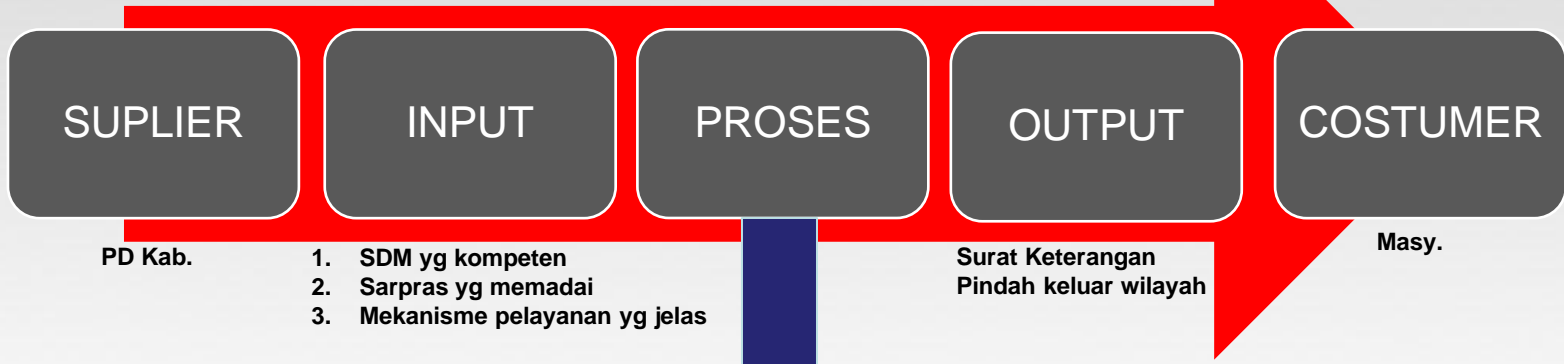 SUPLIER
INPUT
PROSES
OUTPUT
COSTUMER
PD Kab.
1. SDM yg kompeten
2. Sarpras yg memadai
3. Mekanisme pelayanan yg jelas
Surat Keterangan
Pindah keluar wilayah
Masy.